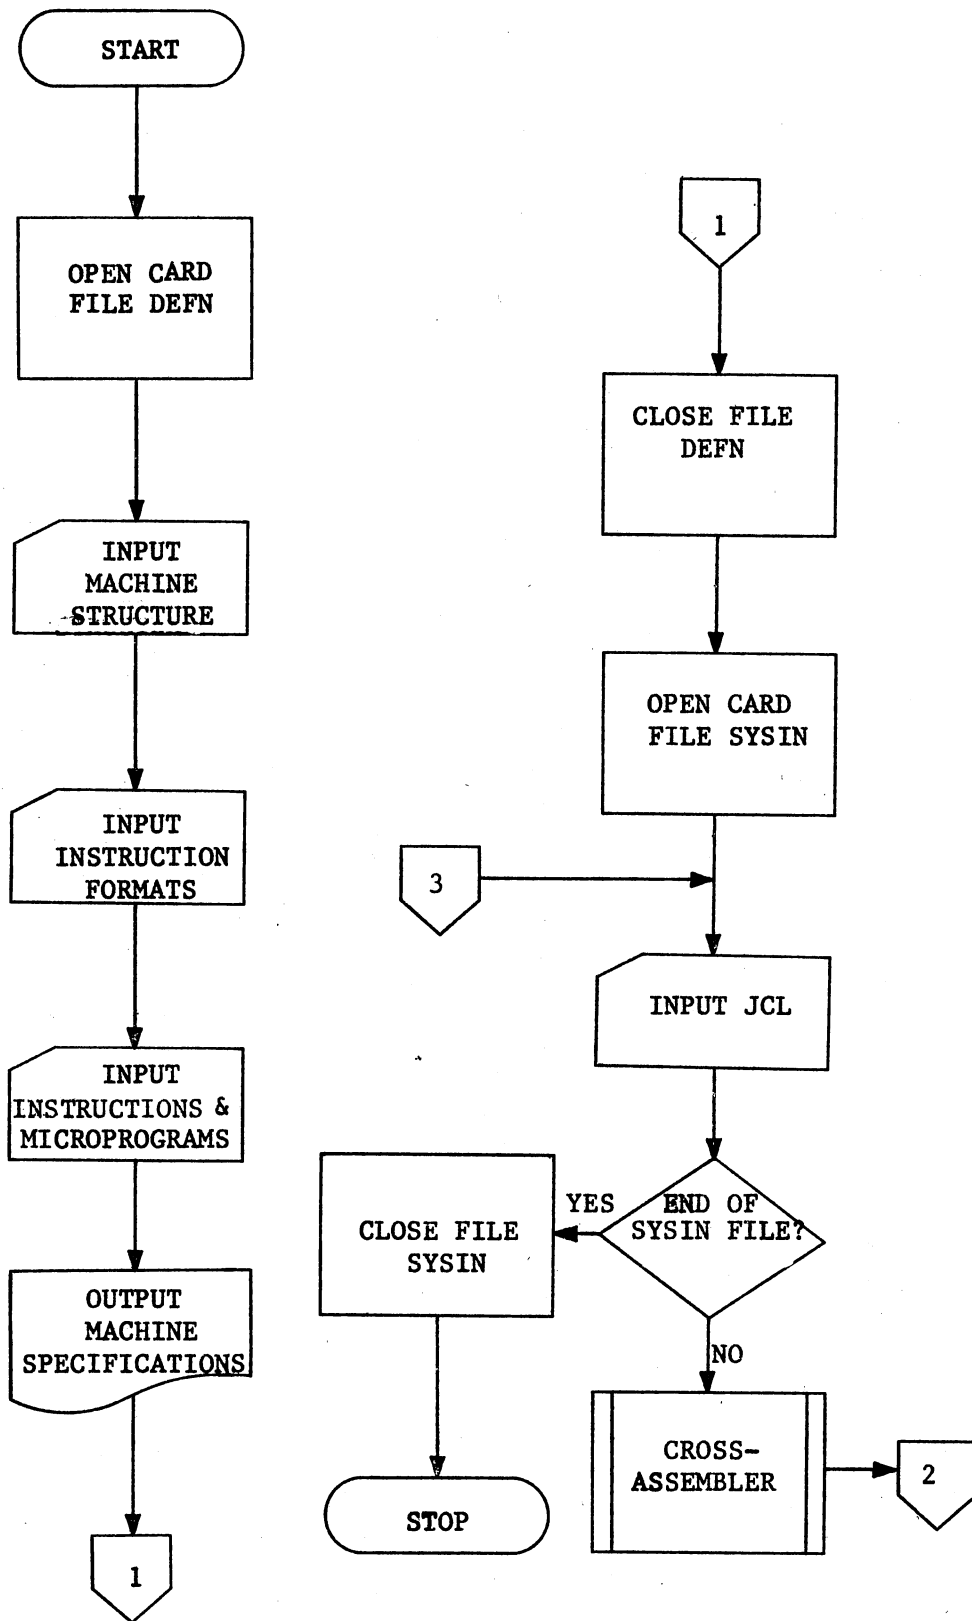 START
OPEN CARD
FILE DEFN
INPUT
MACHINE
STRUCTURE
INPUT
INSTRUCTION
FORMATS
INPUT
INSTRUCTIONS &
MICROPROGRAMS
OUTPUT
MACHINE
SPECIFICATIONS
1
1
CLOSE FILE
DEFN
OPEN CARD
FILE SYSIN
3
INPUT JCL
END OF
SYSIN FILE?
YES
CLOSE FILE
SYSIN
STOP
NO
CROSS-
ASSEMBLER
2